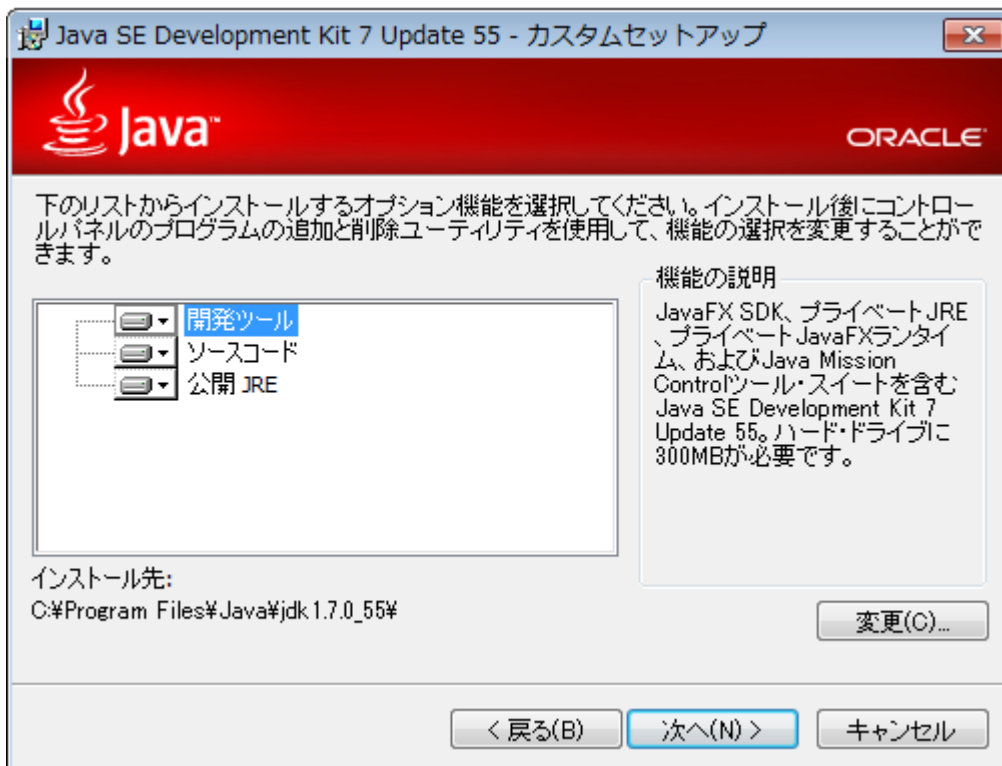 Java SE Development Kit 7 Update 55 - カスタムセットアップ
Java™
ORACLE®
下のリストからインストールするオプション機能を選択してください。インストール後にコントロー
ルパネルのプログラムの追加と削除ユーティリティを使用して、機能の選択を変更することがで
きます。
開発ツール
ソースコード
公開 JRE
機能の説明
JavaFX SDK、プライベート JRE
、プライベート JavaFXランタイ
ム、およびJava Mission
Controlツール・スイートを含む
Java SE Development Kit 7
Update 55。ハード・ドライブに
300MBが必要です。
インストール先:
C:¥Program Files¥Java¥jdk1.7.0_55¥
変更(C)...
< 戻る(B)
次へ(N) >
キャンセル